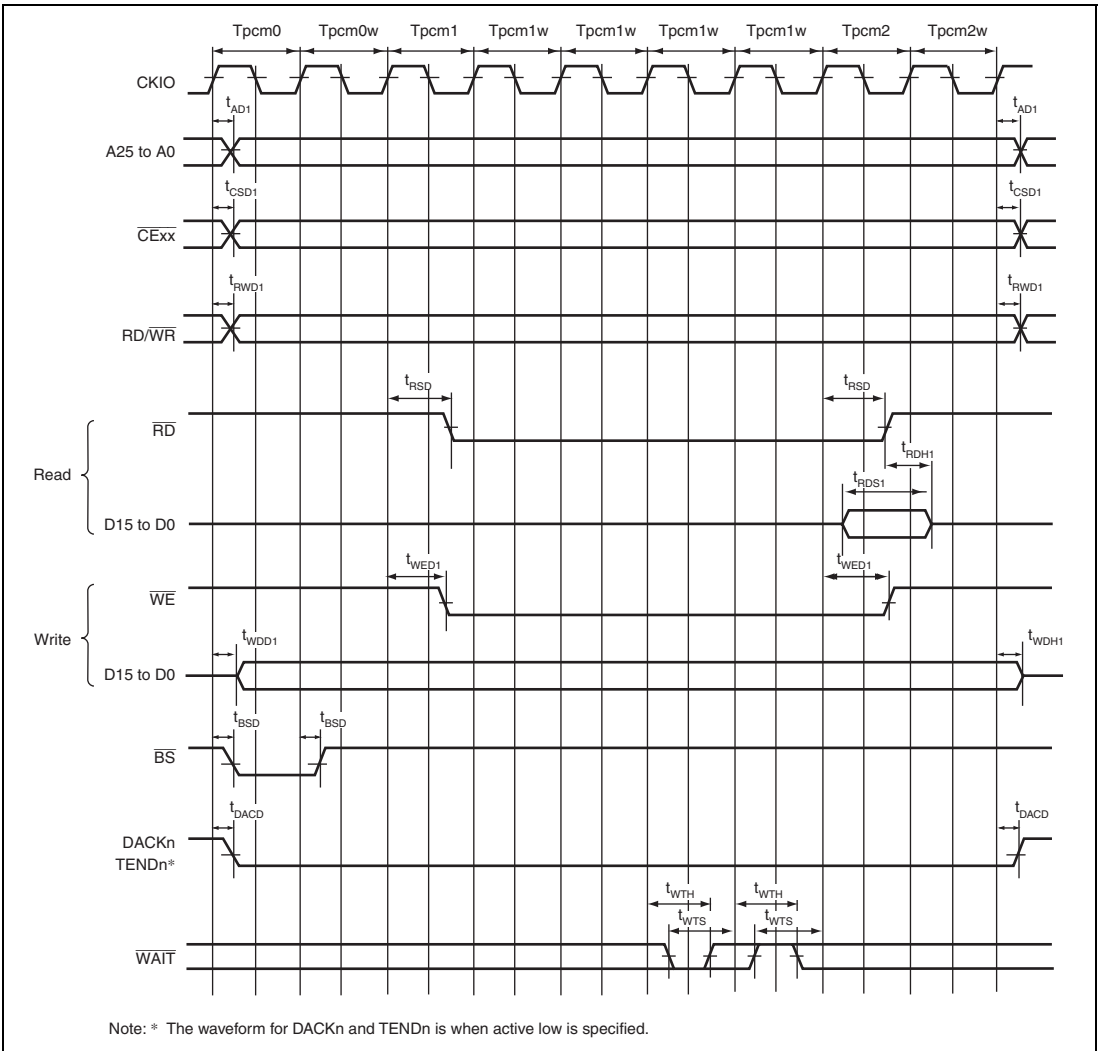 Tpcm0 Tpcm0w Tpcm1 Tpcm1w Tpcm1w Tpcm1w Tpcm1w Tpcm2 Tpcm2w
CKIO
tAD1 tAD1
A25 to A0
tCSD1 tCSD1
CExx
tRWD1 tRWD1
RD/WR
tRSD tRSD
RD
tRDH1
Read
tRDS1
D15 to D0
tWED1 tWED1
WE
Write
tWDD1 tWDH1
D15 to D0
tBSD tBSD
BS
tDACD tDACD
DACKn
TENDn*
tWTH tWTH
tWTS tWTS
WAIT
Note: * The waveform for DACKn and TENDn is when active low is specified.